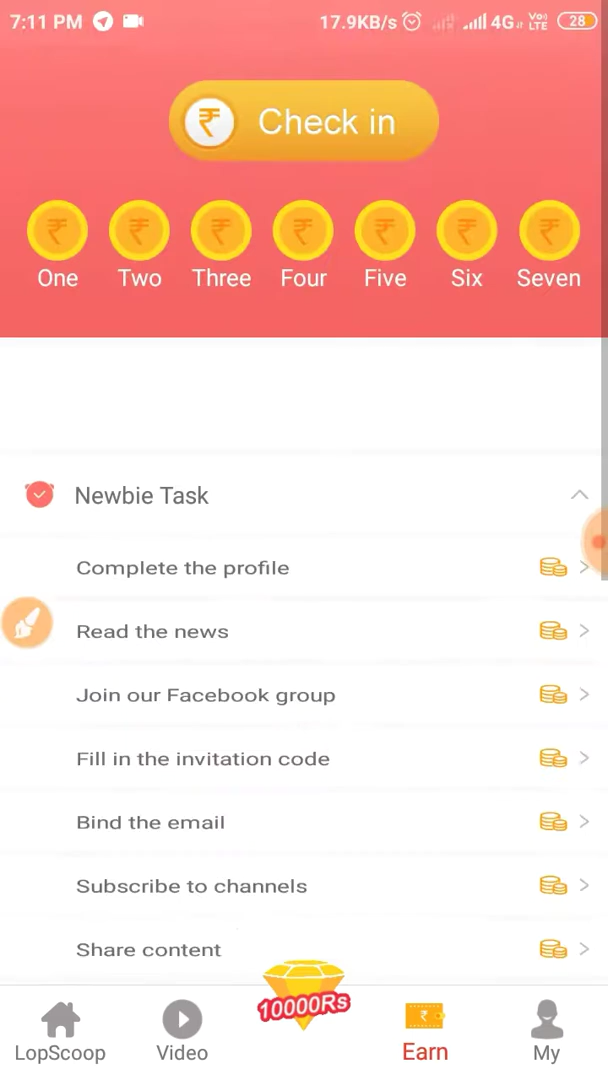 7:11 PM 17.9KB/s 4G Vo) LTE 28
Check in
One Two Three Four Five Six Seven
Newbie Task
Complete the profile
Read the news
Join our Facebook group
Fill in the invitation code
Bind the email
Subscribe to channels
Share content
10000Rs
LopScoop Video Earn My